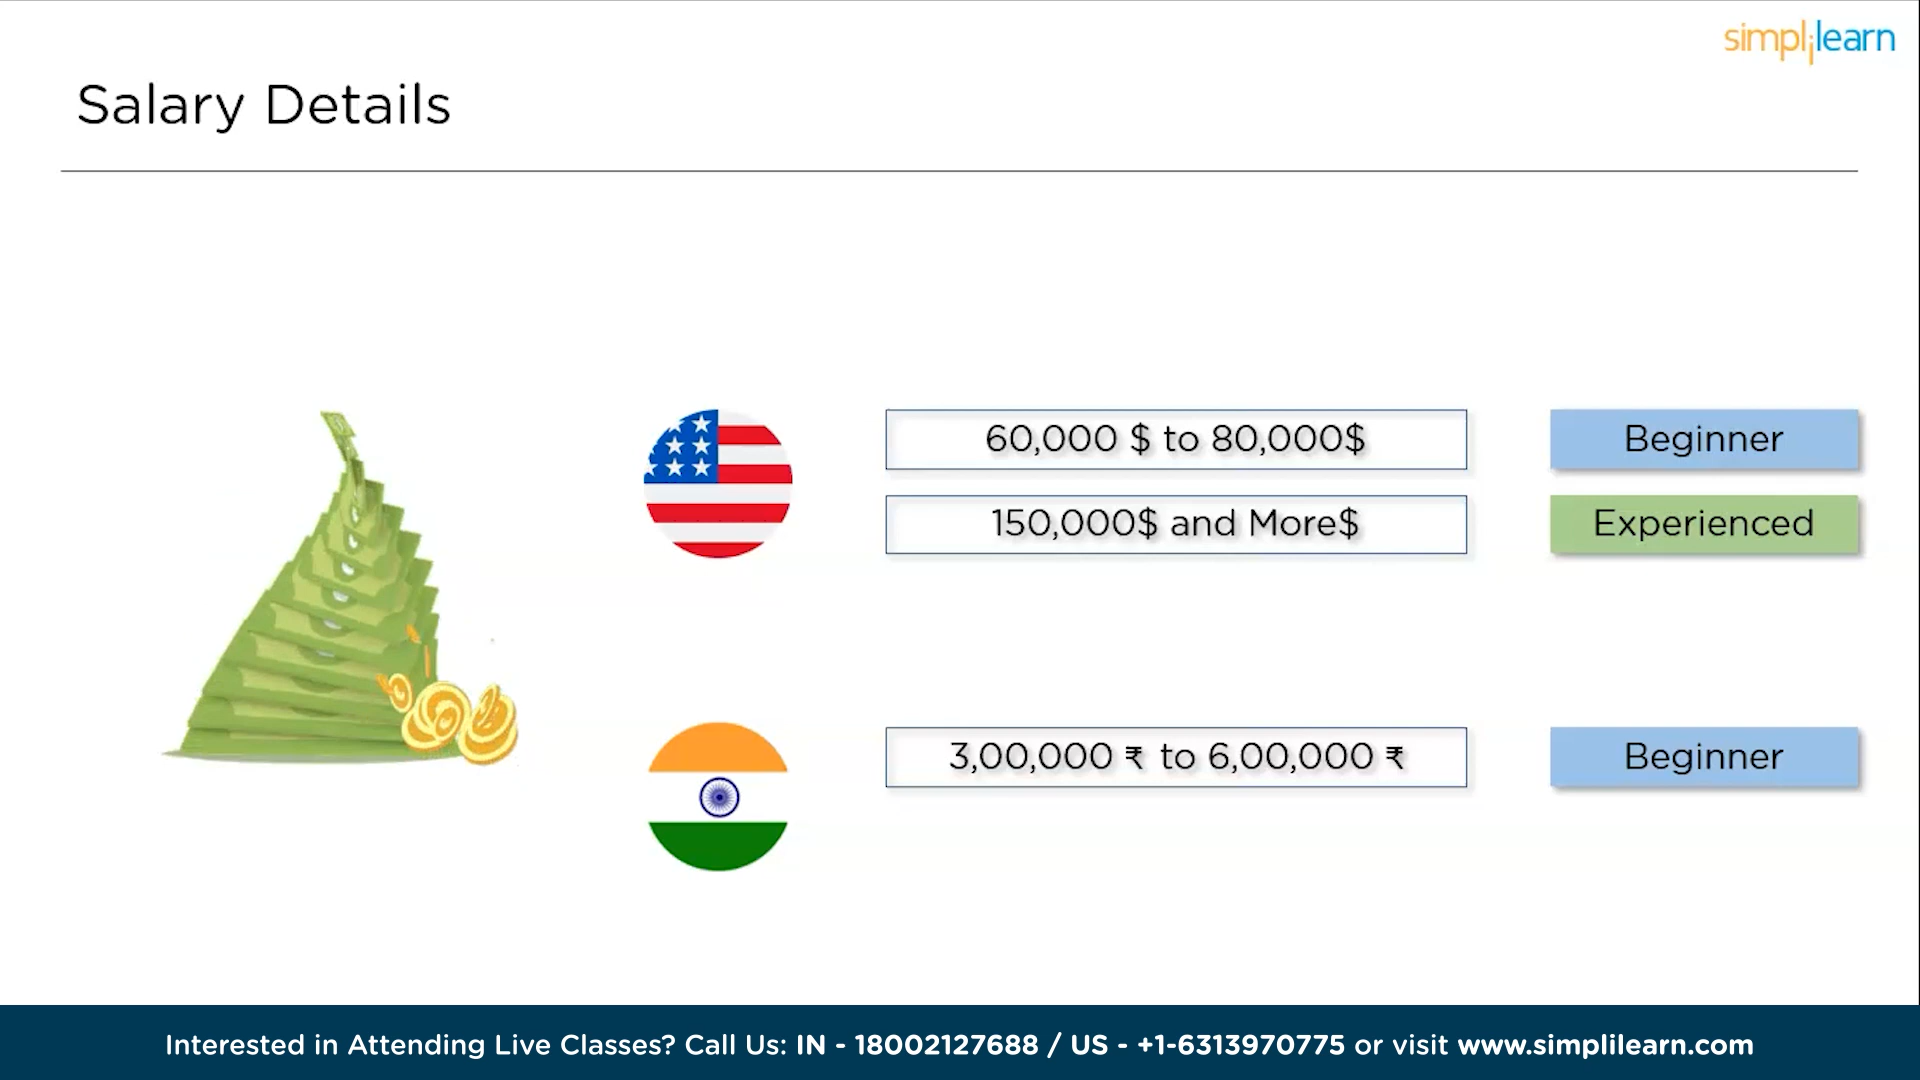 simplilearn
Salary Details
60,000 $ to 80,000$
Beginner
150,000$ and More$
Experienced
3,00,000 ₹ to 6,00,000 ₹
Beginner
Interested in Attending Live Classes? Call Us: IN - 18002127688 / US - +1-6313970775 or visit www.simplilearn.com